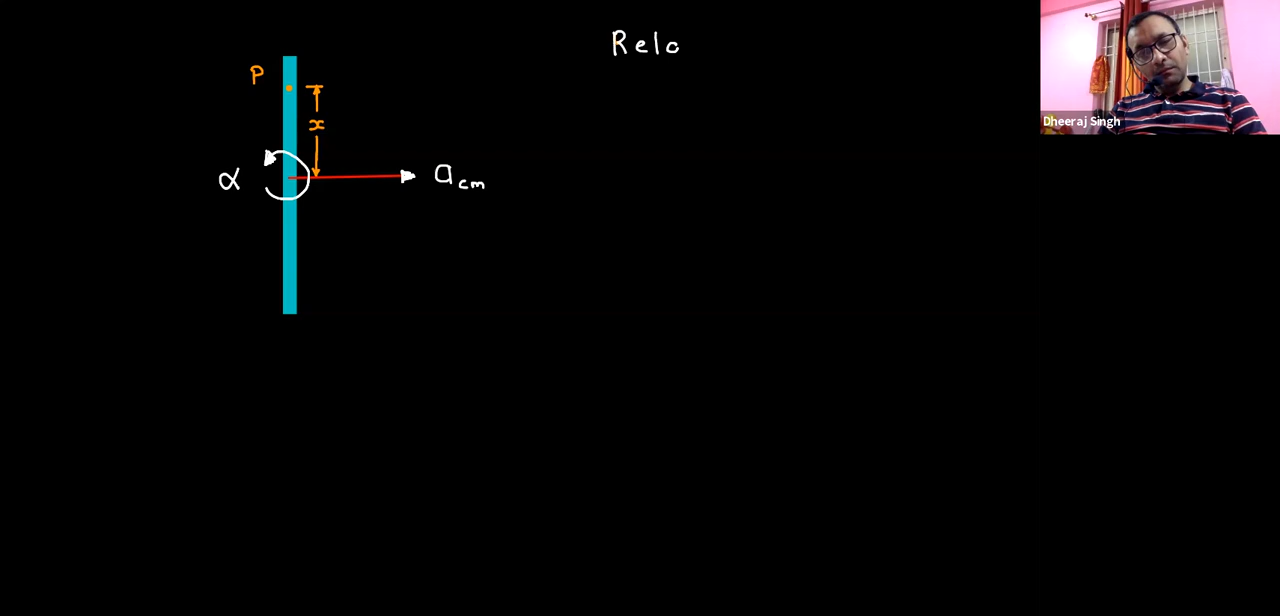 Relo
P
x
α
a_cm
Dheeraj Singh